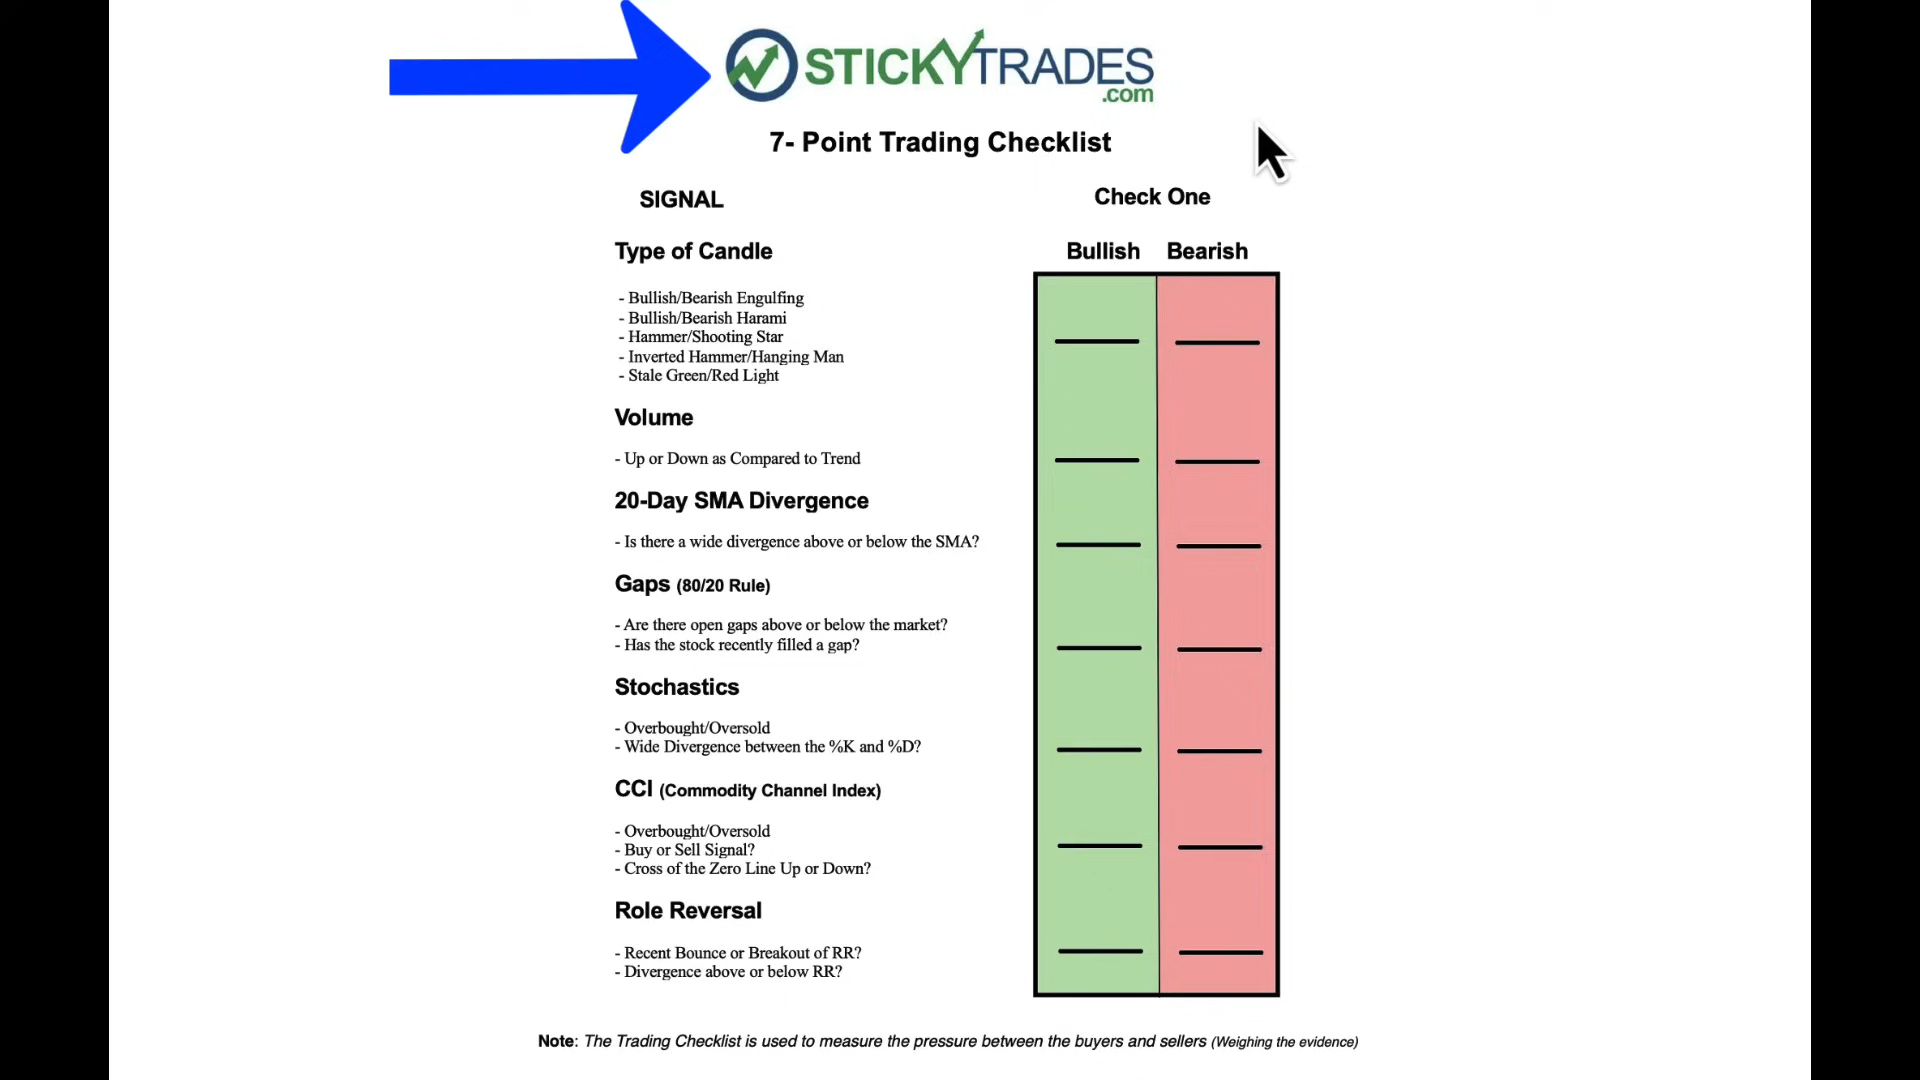 STICKYTRADES
.com
7- Point Trading Checklist
SIGNAL
Check One
Type of Candle
Bullish
Bearish
- Bullish/Bearish Engulfing
- Bullish/Bearish Harami
- Hammer/Shooting Star
- Inverted Hammer/Hanging Man
- Stale Green/Red Light
Volume
- Up or Down as Compared to Trend
20-Day SMA Divergence
- Is there a wide divergence above or below the SMA?
Gaps (80/20 Rule)
- Are there open gaps above or below the market?
- Has the stock recently filled a gap?
Stochastics
- Overbought/Oversold
- Wide Divergence between the %K and %D?
CCI (Commodity Channel Index)
- Overbought/Oversold
- Buy or Sell Signal?
- Cross of the Zero Line Up or Down?
Role Reversal
- Recent Bounce or Breakout of RR?
- Divergence above or below RR?
Note: The Trading Checklist is used to measure the pressure between the buyers and sellers (Weighing the evidence)